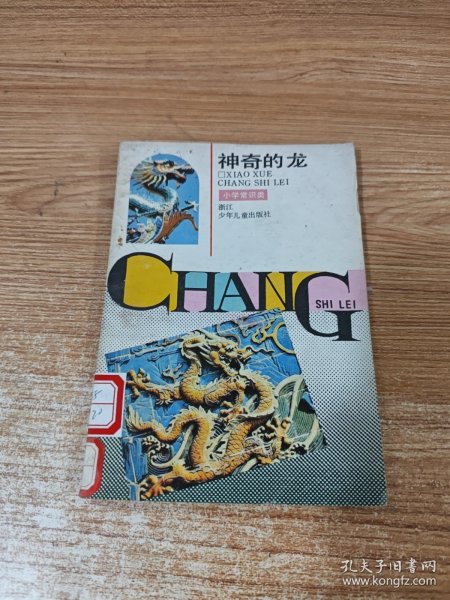 神奇的龙
□XIAO XUE
CHANG SHI LEI
小学常识类
浙江
少年儿童出版社
CHANG
SHI LEI
孔夫子旧书网
www.kongfz.com